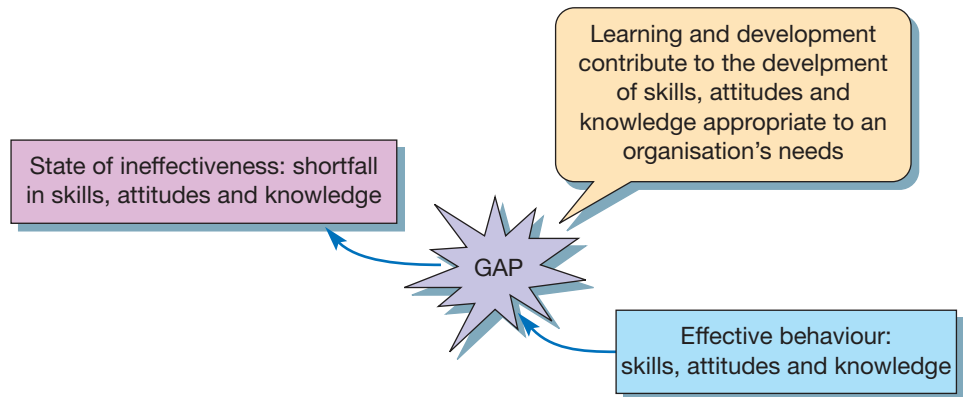 Learning and development
contribute to the develpment
of skills, attitudes and
knowledge appropriate to an
organisation's needs
State of ineffectiveness: shortfall
in skills, attitudes and knowledge
GAP
Effective behaviour:
skills, attitudes and knowledge